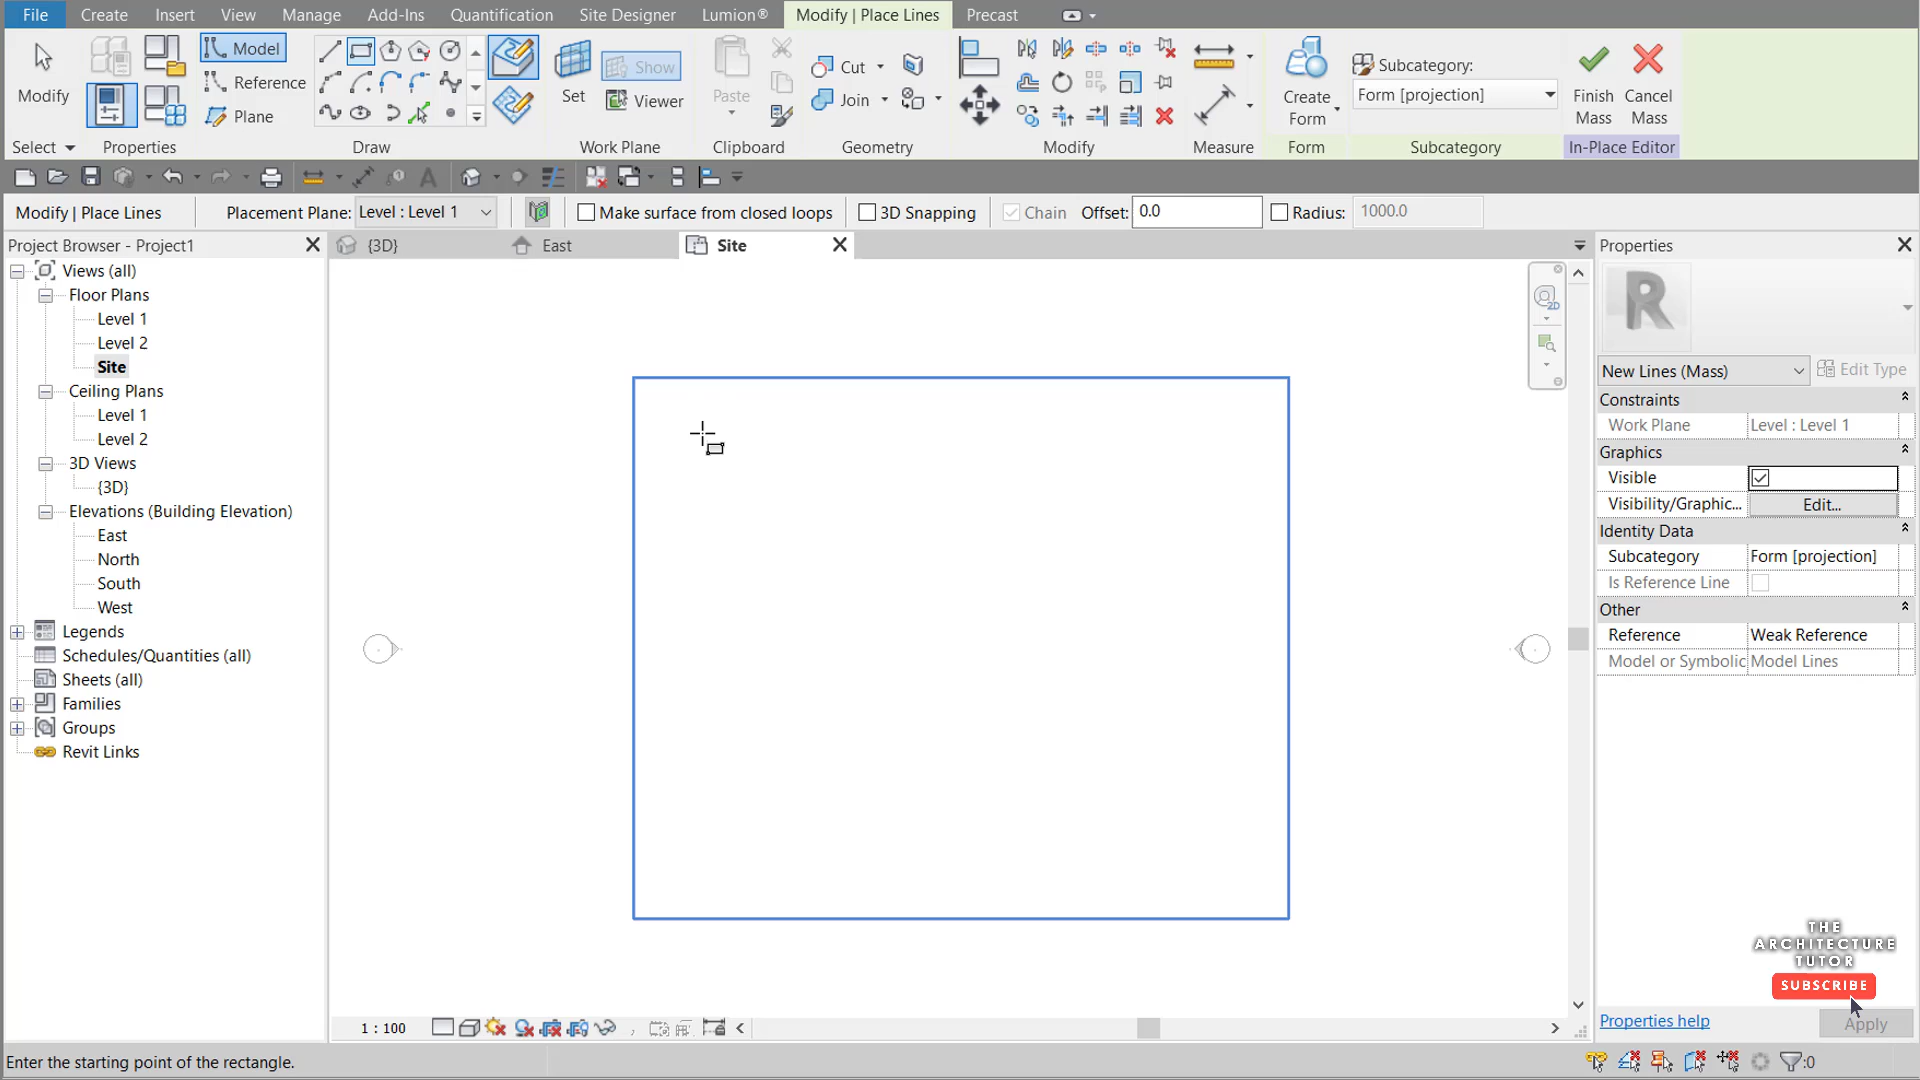 File Create Insert View Manage Add-Ins Quantification Site Designer Lumion® Modify | Place Lines Precast
Modify
Model
Reference
Plane
Set
Show
Viewer
Paste
Cut
Join
Create
Form
Subcategory:
Form [projection]
Finish
Mass
Cancel
Mass
Select Properties Draw Work Plane Clipboard Geometry Modify Measure Form Subcategory In-Place Editor
Modify | Place Lines Placement Plane: Level : Level 1 Make surface from closed loops 3D Snapping Chain Offset: 0.0 Radius: 1000.0
Project Browser - Project1
{3D} East Site
Views (all)
Floor Plans
Level 1
Level 2
Site
Ceiling Plans
Level 1
Level 2
3D Views
{3D}
Elevations (Building Elevation)
East
North
South
West
Legends
Schedules/Quantities (all)
Sheets (all)
Families
Groups
Revit Links
2D
Properties
R
New Lines (Mass) Edit Type
Constraints
Work Plane Level : Level 1
Graphics
Visible
Visibility/Graphic... Edit...
Identity Data
Subcategory Form [projection]
Is Reference Line
Other
Reference Weak Reference
Model or Symbolic Model Lines
THE
ARCHITECTURE
TUTOR
SUBSCRIBE
Properties help Apply
1 : 100
Enter the starting point of the rectangle.
:0